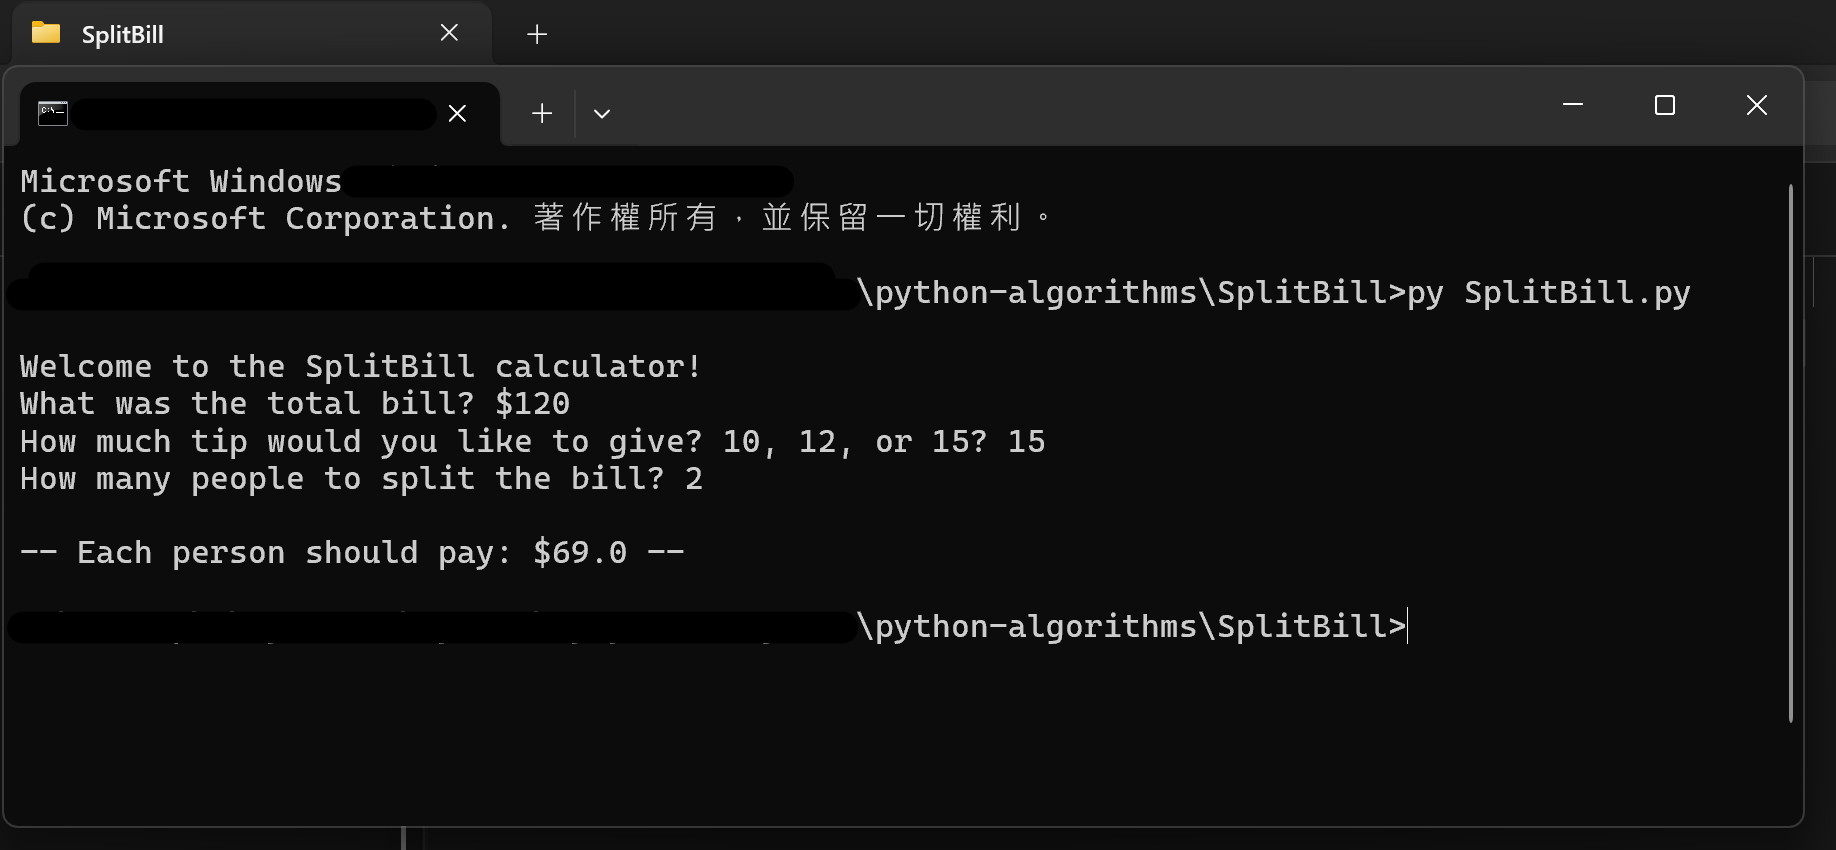 SplitBill
Microsoft Windows
(c) Microsoft Corporation. 著作權所有，並保留一切權利。
\python-algorithms\SplitBill>py SplitBill.py
Welcome to the SplitBill calculator!
What was the total bill? $120
How much tip would you like to give? 10, 12, or 15? 15
How many people to split the bill? 2
-- Each person should pay: $69.0 --
\python-algorithms\SplitBill>